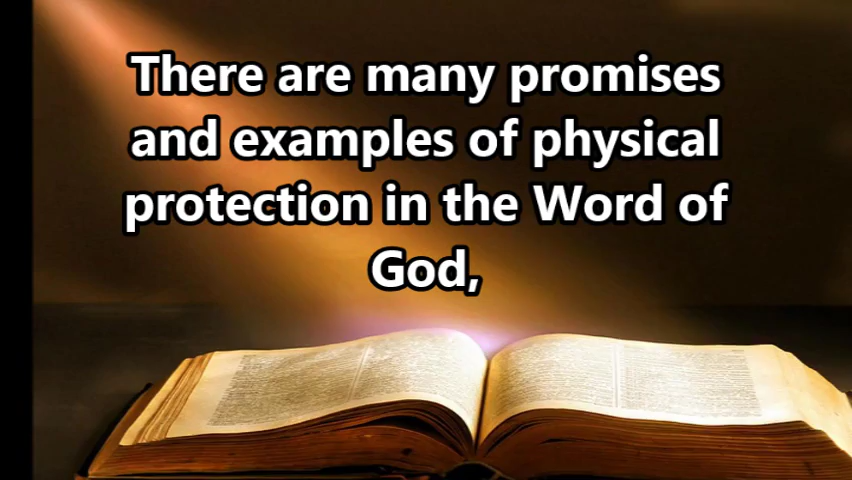 There are many promises
and examples of physical
protection in the Word of
God,